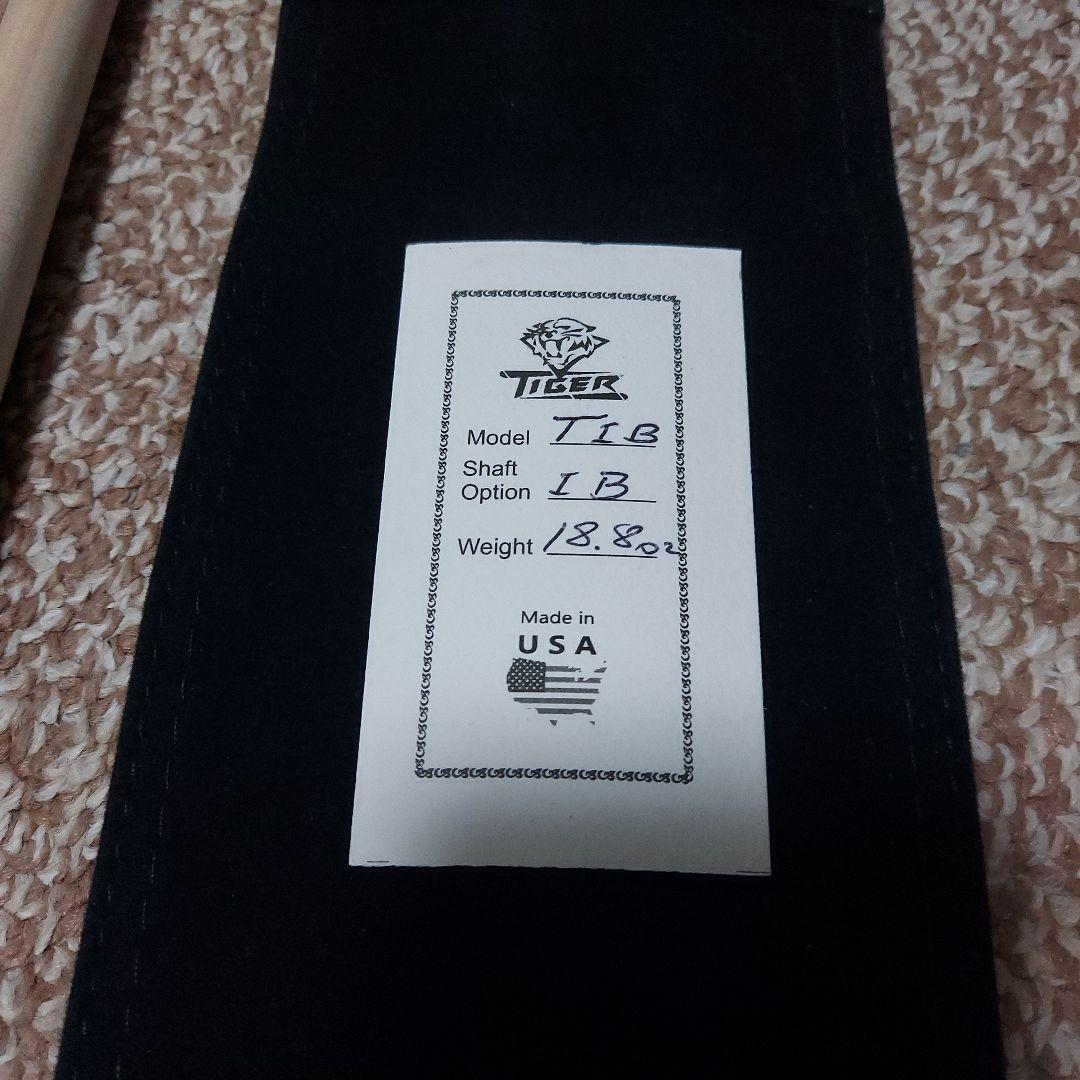 TIGER
Model TIB
Shaft
Option IB
Weight 18.8oz
Made in
USA